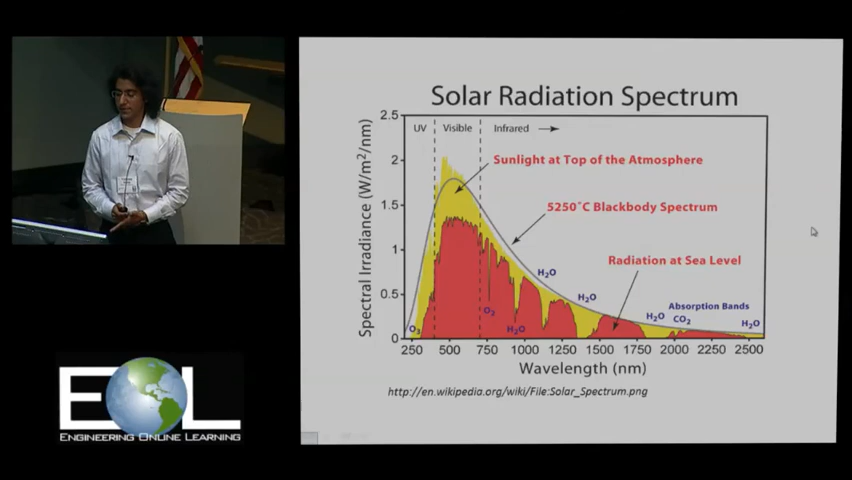 Solar Radiation Spectrum
UV Visible Infrared
Sunlight at Top of the Atmosphere
5250˚C Blackbody Spectrum
Radiation at Sea Level
H₂O
H₂O
Absorption Bands
H₂O CO₂ H₂O
O₂
O₃ H₂O
Spectral Irradiance (W/m²/nm)
2.5
2
1.5
1
0.5
0
250 500 750 1000 1250 1500 1750 2000 2250 2500
Wavelength (nm)
http://en.wikipedia.org/wiki/File:Solar_Spectrum.png
EOL
ENGINEERING ONLINE LEARNING